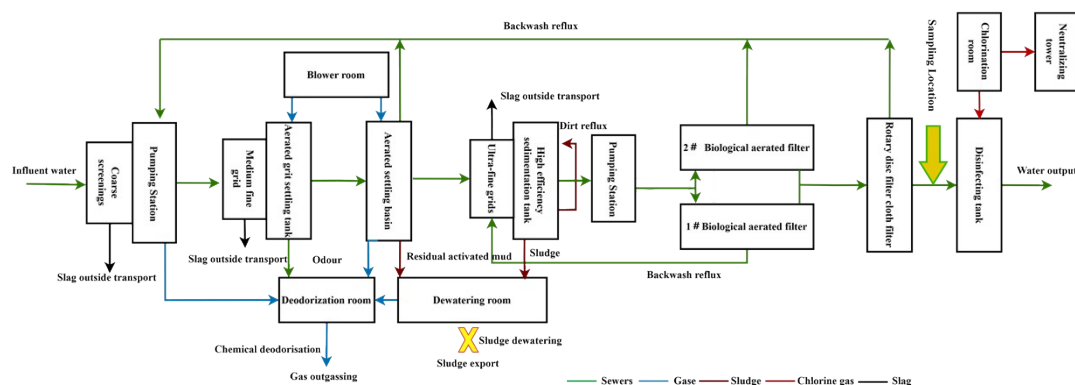 Backwash reflux
Sampling Location
Chlorination
room
Neutralizing
tower
Blower room
Slag outside transport
Dirt reflux
Influent water
Coarse
screenings
Pumping Station
Medium fine
grid
Aerated grit settling tank
Aerated settling basin
Ultra-fine grids
High efficiency
sedimentation tank
Pumping
Station
2# Biological aerated filter
1# Biological aerated filter
Rotary disc filter
cloth filter
Disinfecting tank
Water output
Slag outside transport
Slag outside transport
Odour
Residual activated mud
Sludge
Backwash reflux
Deodorization room
Dewatering room
Chemical deodorisation
Sludge dewatering
Sludge export
Gas outgassing
Sewers
Gase
Sludge
Chlorine gas
Slag